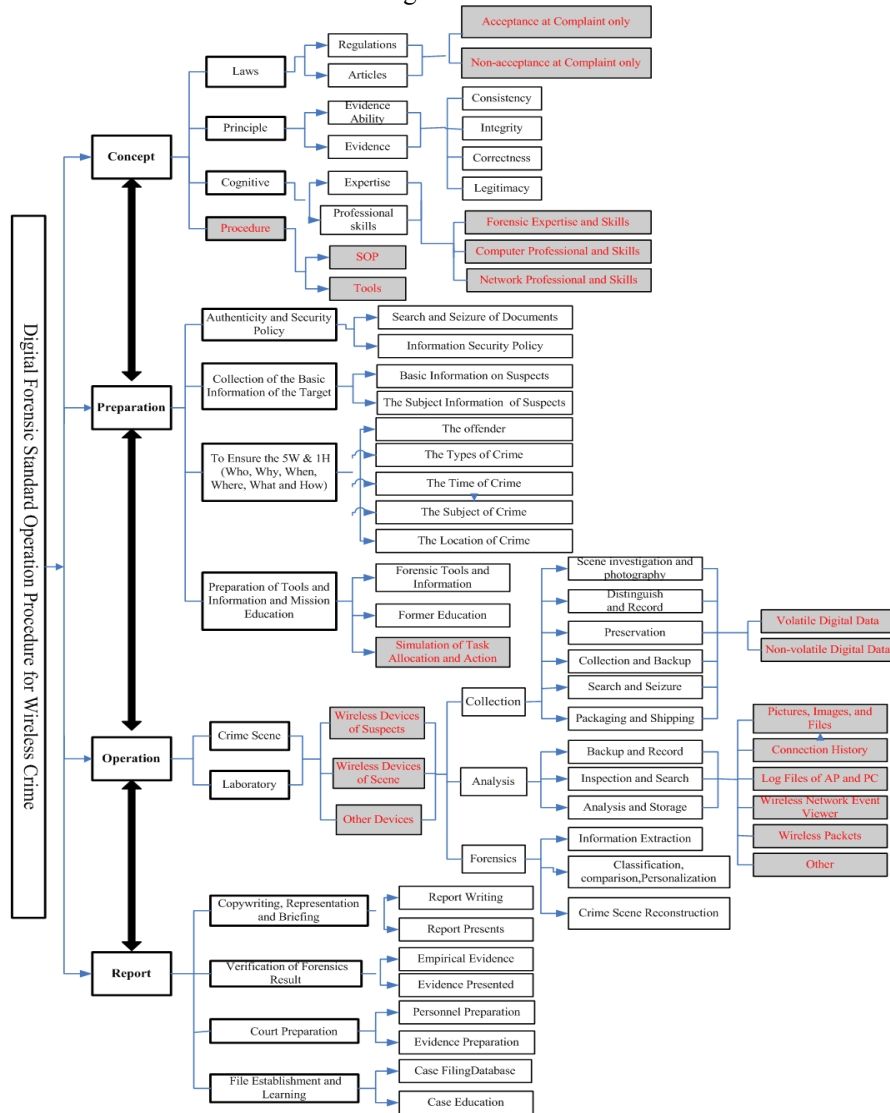 Digital Forensic Standard Operation Procedure for Wireless Crime
Concept
Laws
Regulations
Articles
Acceptance at Complaint only
Non-acceptance at Complaint only
Principle
Evidence
Ability
Evidence
Consistency
Integrity
Correctness
Legitimacy
Cognitive
Expertise
Professional
skills
Forensic Expertise and Skills
Computer Professional and Skills
Network Professional and Skills
Procedure
SOP
Tools
Preparation
Authenticity and Security
Policy
Search and Seizure of Documents
Information Security Policy
Collection of the Basic
Information of the Target
Basic Information on Suspects
The Subject Information of Suspects
To Ensure the 5W & 1H
(Who, Why, When,
Where, What and How)
The offender
The Types of Crime
The Time of Crime
The Subject of Crime
The Location of Crime
Preparation of Tools and
Information and Mission
Education
Forensic Tools and
Information
Former Education
Simulation of Task
Allocation and Action
Operation
Crime Scene
Laboratory
Wireless Devices
of Suspects
Wireless Devices
of Scene
Other Devices
Collection
Scene investigation and
photography
Distinguish
and Record
Preservation
Collection and Backup
Search and Seizure
Packaging and Shipping
Volatile Digital Data
Non-volatile Digital Data
Analysis
Backup and Record
Inspection and Search
Analysis and Storage
Pictures, Images, and
Files
Connection History
Log Files of AP and PC
Wireless Network Event
Viewer
Wireless Packets
Other
Forensics
Information Extraction
Classification,
comparison,Personalization
Crime Scene Reconstruction
Report
Copywriting, Representation
and Briefing
Report Writing
Report Presents
Verification of Forensics
Result
Empirical Evidence
Evidence Presented
Court Preparation
Personnel Preparation
Evidence Preparation
File Establishment and
Learning
Case FilingDatabase
Case Education